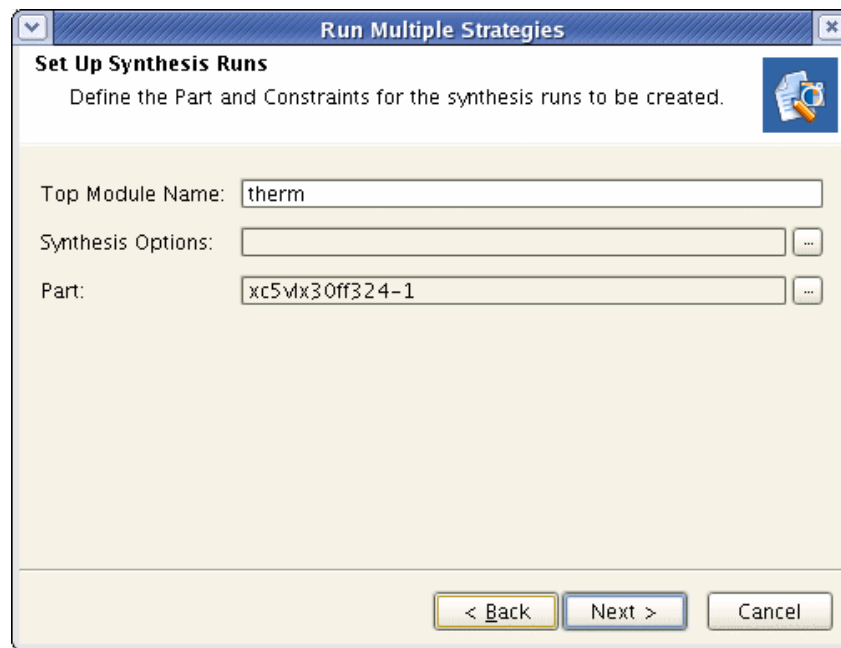 Run Multiple Strategies
Set Up Synthesis Runs
Define the Part and Constraints for the synthesis runs to be created.
Top Module Name: therm
Synthesis Options: ...
Part: xc5vlx30ff324-1 ...
< Back Next > Cancel